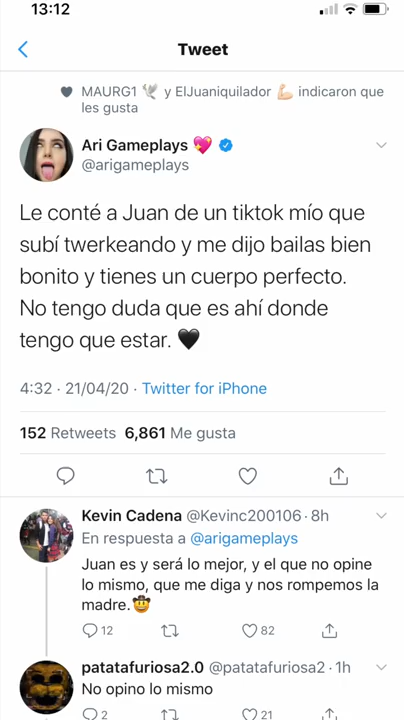 13:12
Tweet
MAURG1 🕊️ y ElJuaniquilador 💪🏻 indicaron que
les gusta
Ari Gameplays 💖
@arigameplays
Le conté a Juan de un tiktok mío que
subí twerkeando y me dijo bailas bien
bonito y tienes un cuerpo perfecto.
No tengo duda que es ahí donde
tengo que estar. 🖤
4:32 · 21/04/20 · Twitter for iPhone
152 Retweets 6,861 Me gusta
Kevin Cadena @Kevinc200106 · 8h
En respuesta a @arigameplays
Juan es y será lo mejor, y el que no opine
lo mismo, que me diga y nos rompemos la
madre.🤠
12 82
patatafuriosa2.0 @patatafuriosa2 · 1h
No opino lo mismo
2 21